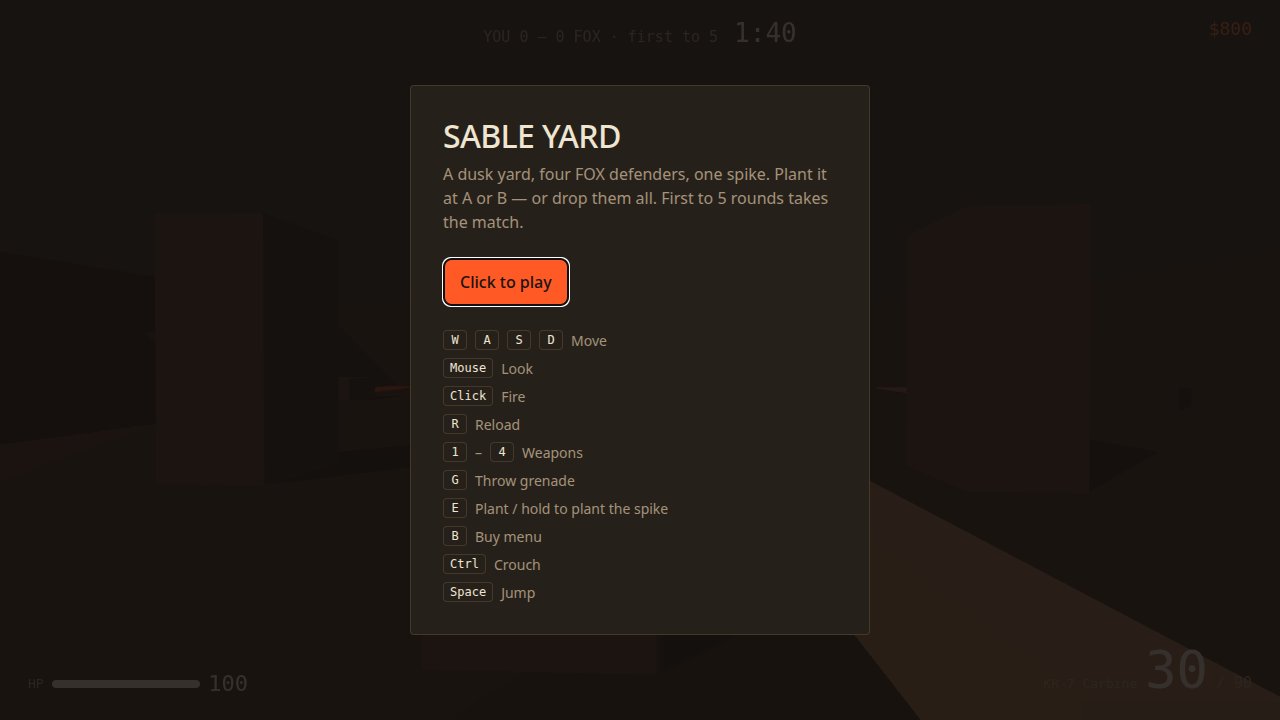 YOU 0 — 0 FOX · first to 5 1:40
$800
SABLE YARD
A dusk yard, four FOX defenders, one spike. Plant it
at A or B — or drop them all. First to 5 rounds takes
the match.
Click to play
W A S D Move
Mouse Look
Click Fire
R Reload
1 – 4 Weapons
G Throw grenade
E Plant / hold to plant the spike
B Buy menu
Ctrl Crouch
Space Jump
HP 100
KR-7 Carbine 30 / 90